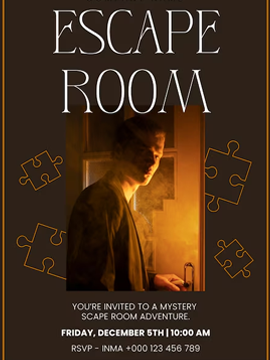 ESCAPE
ROOM
YOU'RE INVITED TO A MYSTERY
SCAPE ROOM ADVENTURE.
FRIDAY, DECEMBER 5TH | 10:00 AM
RSVP - INMA +000 123 456 789